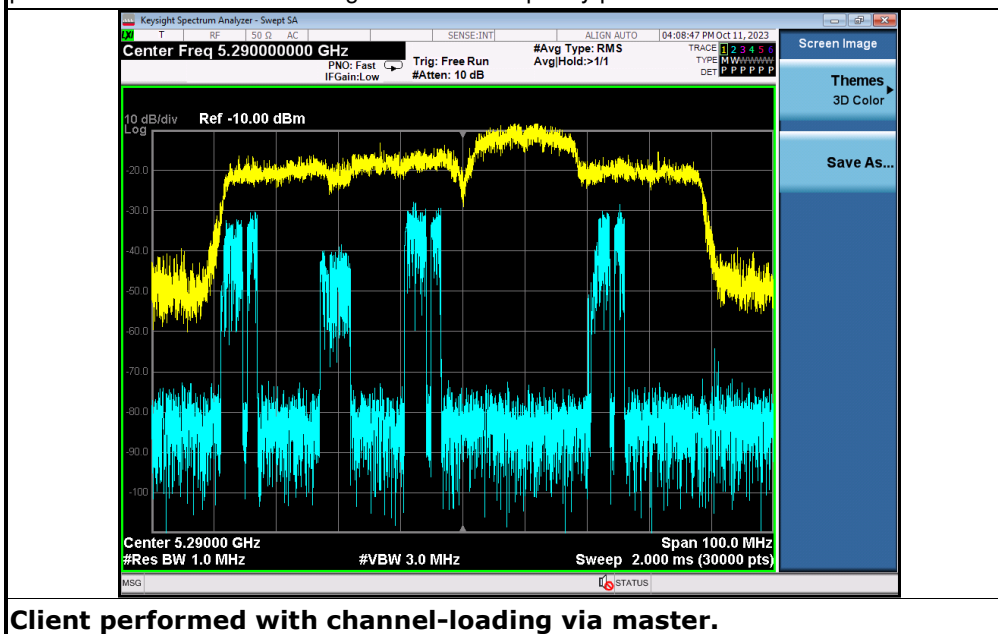 Keysight Spectrum Analyzer - Swept SA
LXI T RF 50 Ω AC SENSE:INT ALIGN AUTO 04:08:47 PM Oct 11, 2023
Center Freq 5.290000000 GHz
PNO: Fast
IFGain:Low
Trig: Free Run
#Atten: 10 dB
#Avg Type: RMS
Avg|Hold:>1/1
TRACE 1 2 3 4 5 6
TYPE M W W W W W
DET P P P P P P
Screen Image
Themes
3D Color
Save As...
10 dB/div Ref -10.00 dBm
Log
-20.0
-30.0
-40.0
-50.0
-60.0
-70.0
-80.0
-90.0
-100
Center 5.29000 GHz Span 100.0 MHz
#Res BW 1.0 MHz #VBW 3.0 MHz Sweep 2.000 ms (30000 pts)
MSG STATUS
Client performed with channel-loading via master.